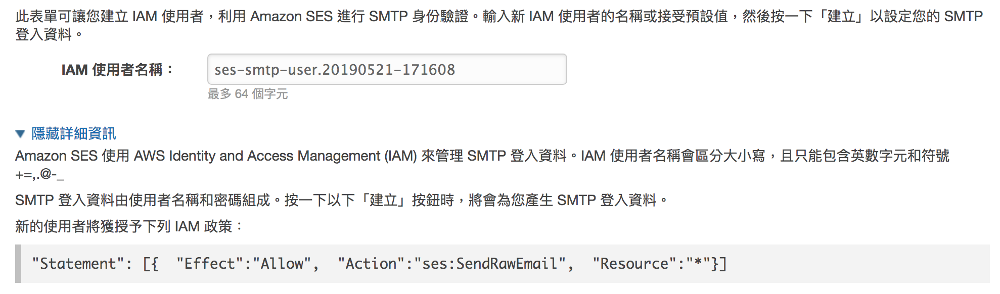 此表單可讓您建立 IAM 使用者，利用 Amazon SES 進行 SMTP 身份驗證。輸入新 IAM 使用者的名稱或接受預設值，然後按一下「建立」以設定您的 SMTP
登入資料。
IAM 使用者名稱：
ses-smtp-user.20190521-171608
最多 64 個字元
▼ 隱藏詳細資訊
Amazon SES 使用 AWS Identity and Access Management (IAM) 來管理 SMTP 登入資料。IAM 使用者名稱會區分大小寫，且只能包含英數字元和符號
+=,.@-_
SMTP 登入資料由使用者名稱和密碼組成。按一下以下「建立」按鈕時，將會為您產生 SMTP 登入資料。
新的使用者將獲授予下列 IAM 政策：
"Statement": [{  "Effect":"Allow",  "Action":"ses:SendRawEmail",  "Resource":"*"}]